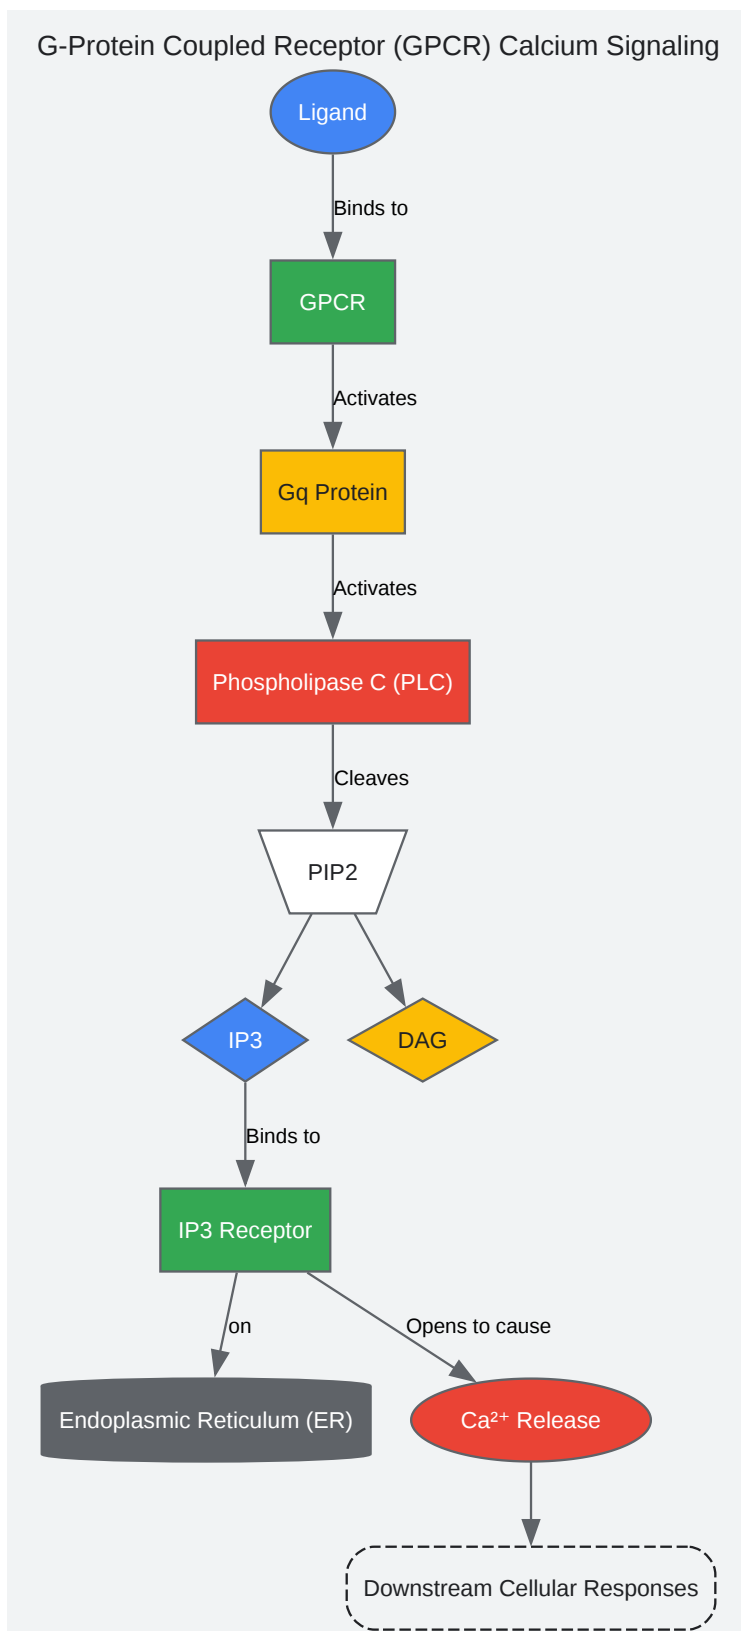 G-Protein Coupled Receptor (GPCR) Calcium Signaling
Ligand
Binds to
GPCR
Activates
Gq Protein
Activates
Phospholipase C (PLC)
Cleaves
PIP2
IP3
DAG
Binds to
IP3 Receptor
on
Opens to cause
Endoplasmic Reticulum (ER)
Ca²⁺ Release
Downstream Cellular Responses